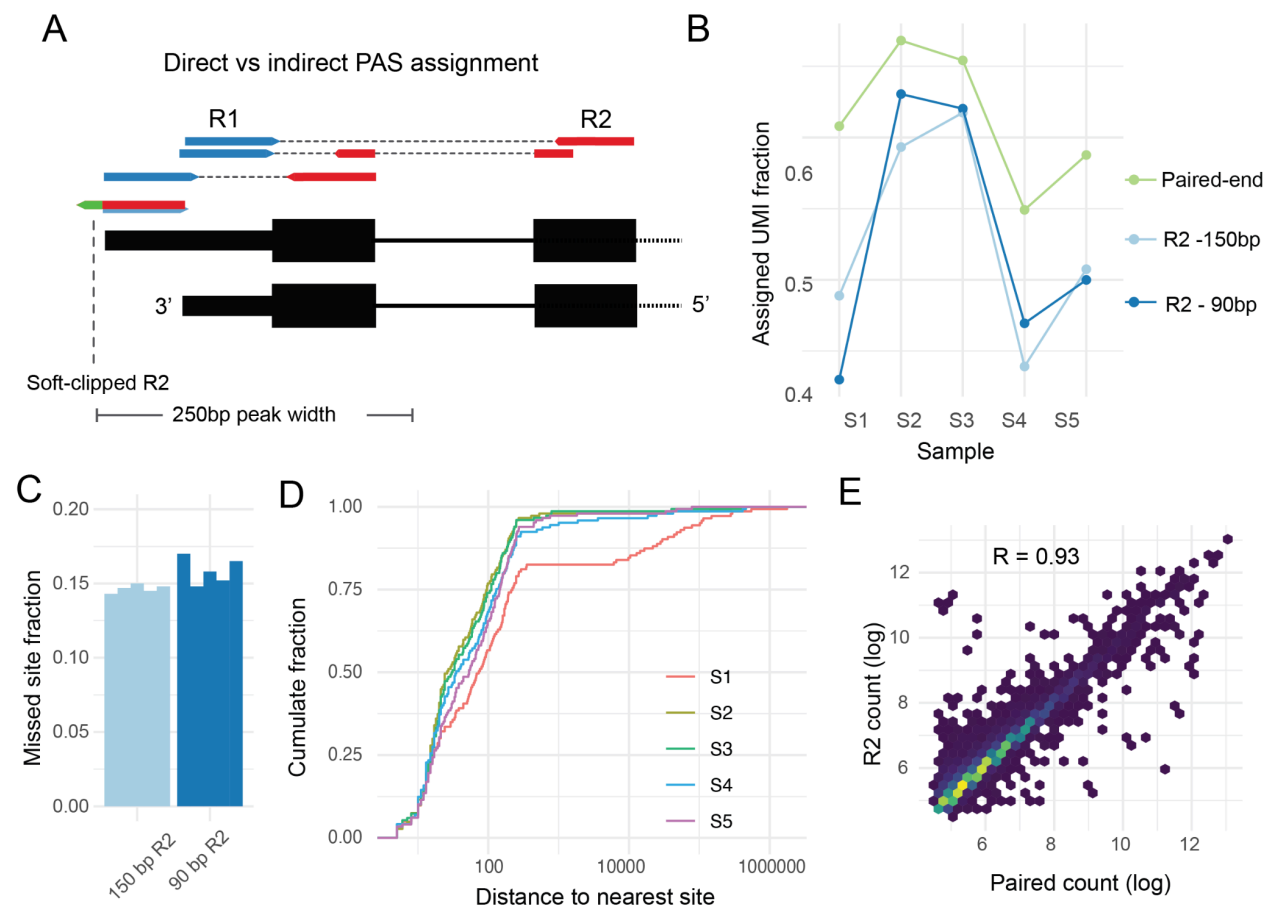 A
Direct vs indirect PAS assignment
R1
R2
3’
5’
Soft-clipped R2
250bp peak width
B
Assigned UMI fraction
0.6
0.5
0.4
S1
S2
S3
S4
S5
Sample
Paired-end
R2 -150bp
R2 - 90bp
C
Missed site fraction
0.20
0.15
0.10
0.05
0.00
150 bp R2
90 bp R2
D
Cumulate fraction
1.00
0.75
0.50
0.25
0.00
100
10000
1000000
Distance to nearest site
S1
S2
S3
S4
S5
E
R = 0.93
R2 count (log)
12
10
8
6
6
8
10
12
Paired count (log)